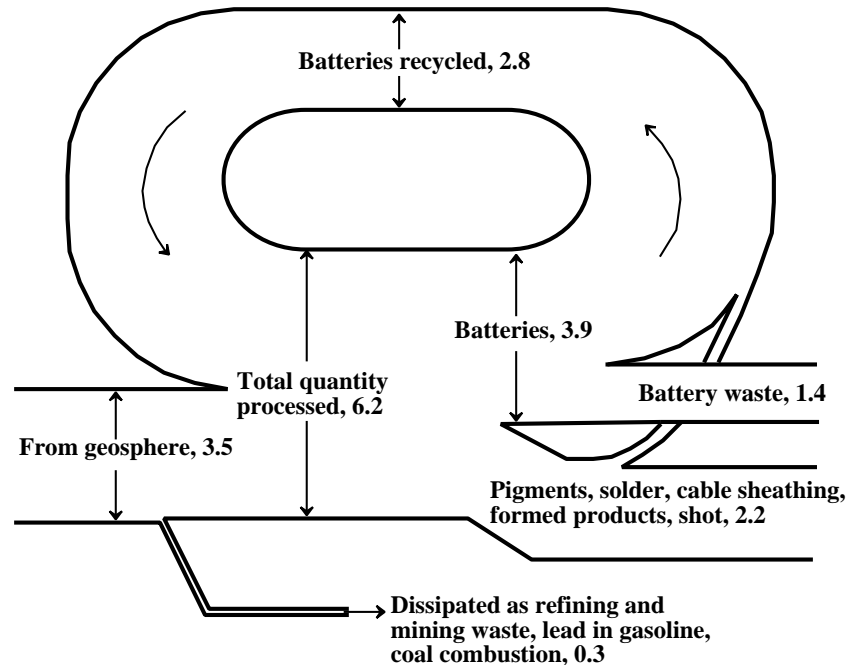 Batteries recycled, 2.8
Batteries, 3.9
Total quantity
processed, 6.2
Battery waste, 1.4
From geosphere, 3.5
Pigments, solder, cable sheathing,
formed products, shot, 2.2
Dissipated as refining and
mining waste, lead in gasoline,
coal combustion, 0.3